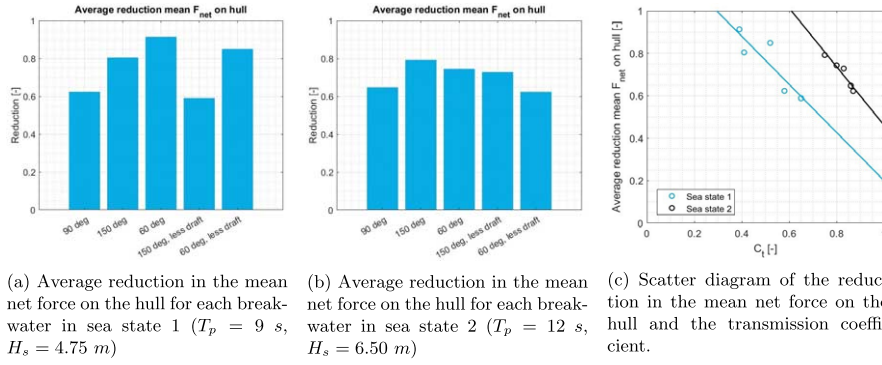 Average reduction mean F_net on hull
Reduction [-]
1
0.8
0.6
0.4
0.2
0
90 deg
150 deg
60 deg
150 deg, less draft
60 deg, less draft
(a) Average reduction in the mean
net force on the hull for each break-
water in sea state 1 (T_p = 9 s,
H_s = 4.75 m)
Average reduction mean F_net on hull
Reduction [-]
1
0.8
0.6
0.4
0.2
0
90 deg
150 deg
60 deg
150 deg, less draft
60 deg, less draft
(b) Average reduction in the mean
net force on the hull for each break-
water in sea state 2 (T_p = 12 s,
H_s = 6.50 m)
Average reduction mean F_net on hull [-]
1
0.8
0.6
0.4
0.2
0
Sea state 1
Sea state 2
0 0.2 0.4 0.6 0.8
C_t [-]
(c) Scatter diagram of the reduc-
tion in the mean net force on the
hull and the transmission coeffi-
cient.